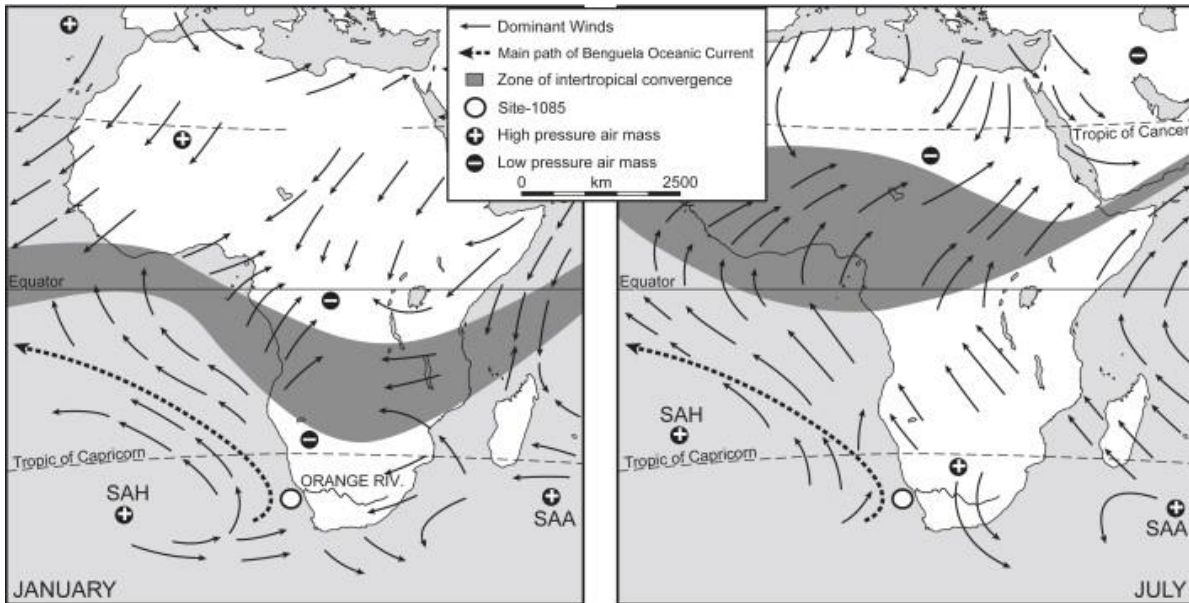 Dominant Winds
Main path of Benguela Oceanic Current
Zone of intertropical convergence
Site-1085
High pressure air mass
Low pressure air mass
0 km 2500
Equator
Tropic of Capricorn
ORANGE RIV.
SAH
SAA
JANUARY
Tropic of Cancer
Equator
SAH
Tropic of Capricorn
SAA
JULY